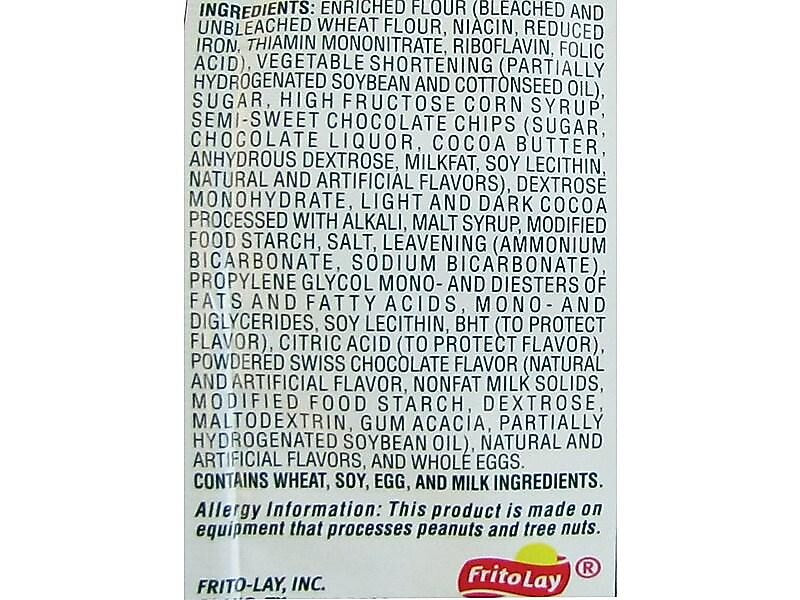 INGREDIENTS: ENRICHED FLOUR (BLEACHED AND
UNBLEACHED WHEAT FLOUR, NIACIN, REDUCED
IRON, THIAMIN MONONITRATE, RIBOFLAVIN, FOLIC
ACID), VEGETABLE SHORTENING (PARTIALLY
HYDROGENATED SOYBEAN AND COTTONSEED OIL),
SUGAR, HIGH FRUCTOSE CORN SYRUP,
SEMI-SWEET CHOCOLATE CHIPS (SUGAR,
CHOCOLATE LIQUOR, COCOA BUTTER,
ANHYDROUS DEXTROSE, MILKFAT, SOY LECITHIN,
NATURAL AND ARTIFICIAL FLAVORS), DEXTROSE
MONOHYDRATE, LIGHT AND DARK COCOA
PROCESSED WITH ALKALI, MALT SYRUP, MODIFIED
FOOD STARCH, SALT, LEAVENING (AMMONIUM
BICARBONATE, SODIUM BICARBONATE),
PROPYLENE GLYCOL MONO- AND DIESTERS OF
FATS AND FATTY ACIDS, MONO- AND
DIGLYCERIDES, SOY LECITHIN, BHT (TO PROTECT
FLAVOR), CITRIC ACID (TO PROTECT FLAVOR),
POWDERED SWISS CHOCOLATE FLAVOR (NATURAL
AND ARTIFICIAL FLAVOR, NONFAT MILK SOLIDS,
MODIFIED FOOD STARCH, DEXTROSE,
MALTODEXTRIN, GUM ACACIA, PARTIALLY
HYDROGENATED SOYBEAN OIL), NATURAL AND
ARTIFICIAL FLAVORS, AND WHOLE EGGS.
CONTAINS WHEAT, SOY, EGG, AND MILK INGREDIENTS.
Allergy Information: This product is made on
equipment that processes peanuts and tree nuts.
FRITO-LAY, INC.
FritoLay ®